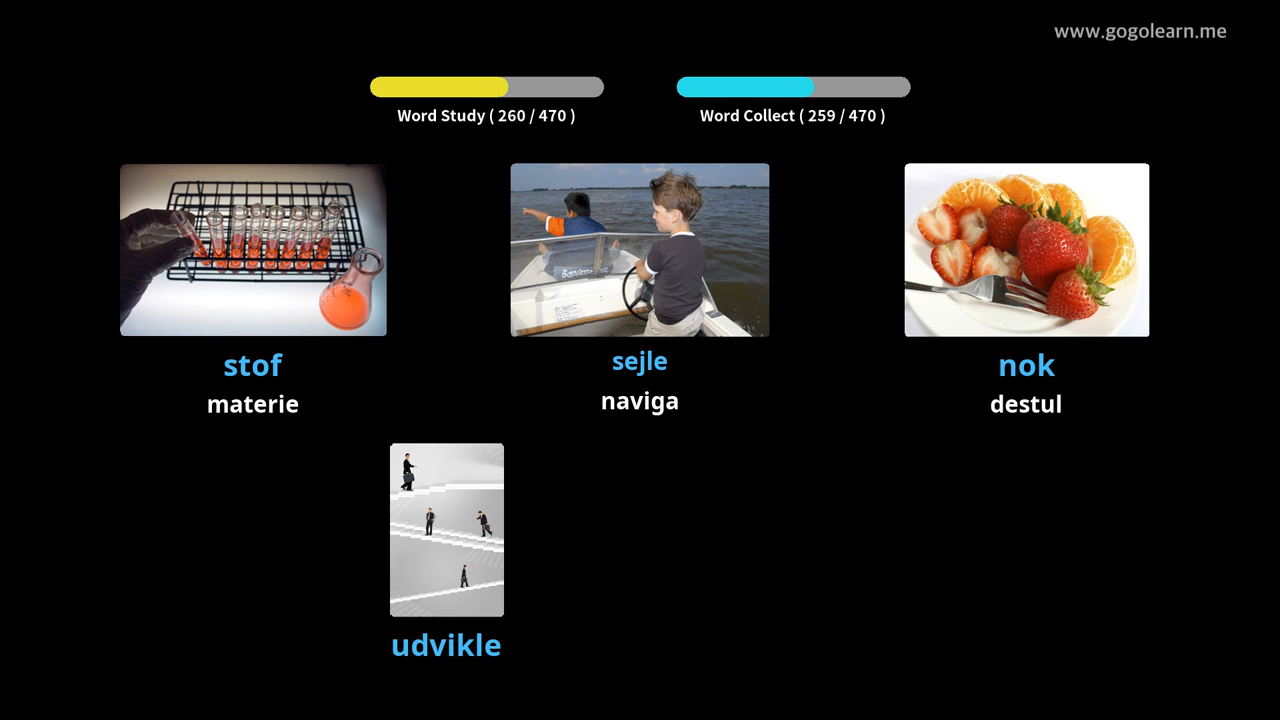 www.gogolearn.me
Word Study ( 260 / 470 )
Word Collect ( 259 / 470 )
stof
materie
sejle
naviga
nok
destul
udvikle